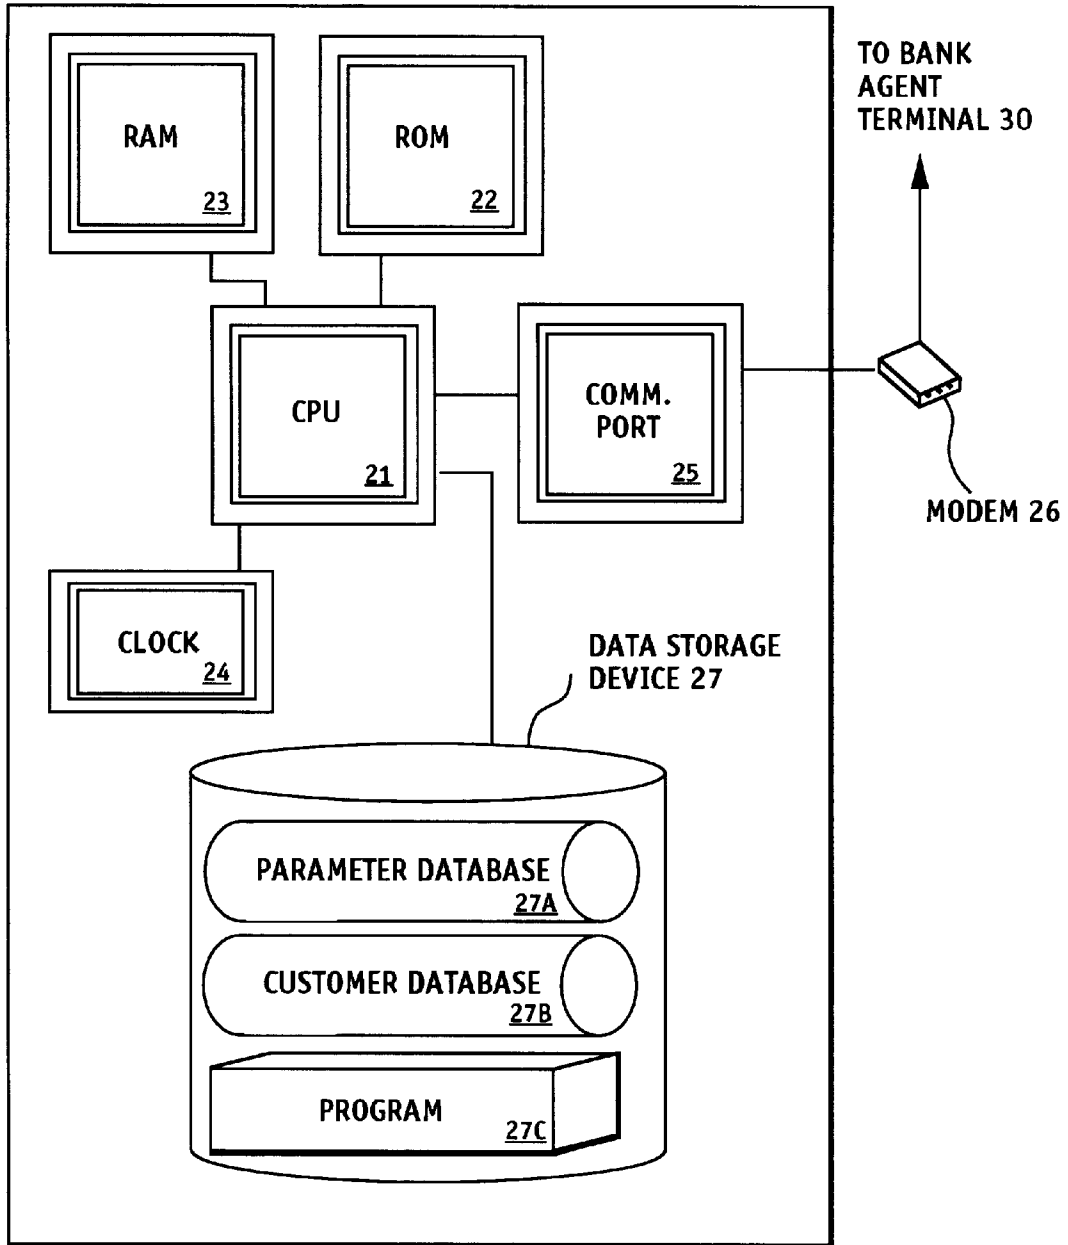 TO BANK
AGENT
TERMINAL 30
RAM
23
ROM
22
CPU
21
COMM.
PORT
25
MODEM 26
CLOCK
24
DATA STORAGE
DEVICE 27
PARAMETER DATABASE
27A
CUSTOMER DATABASE
27B
PROGRAM
27C